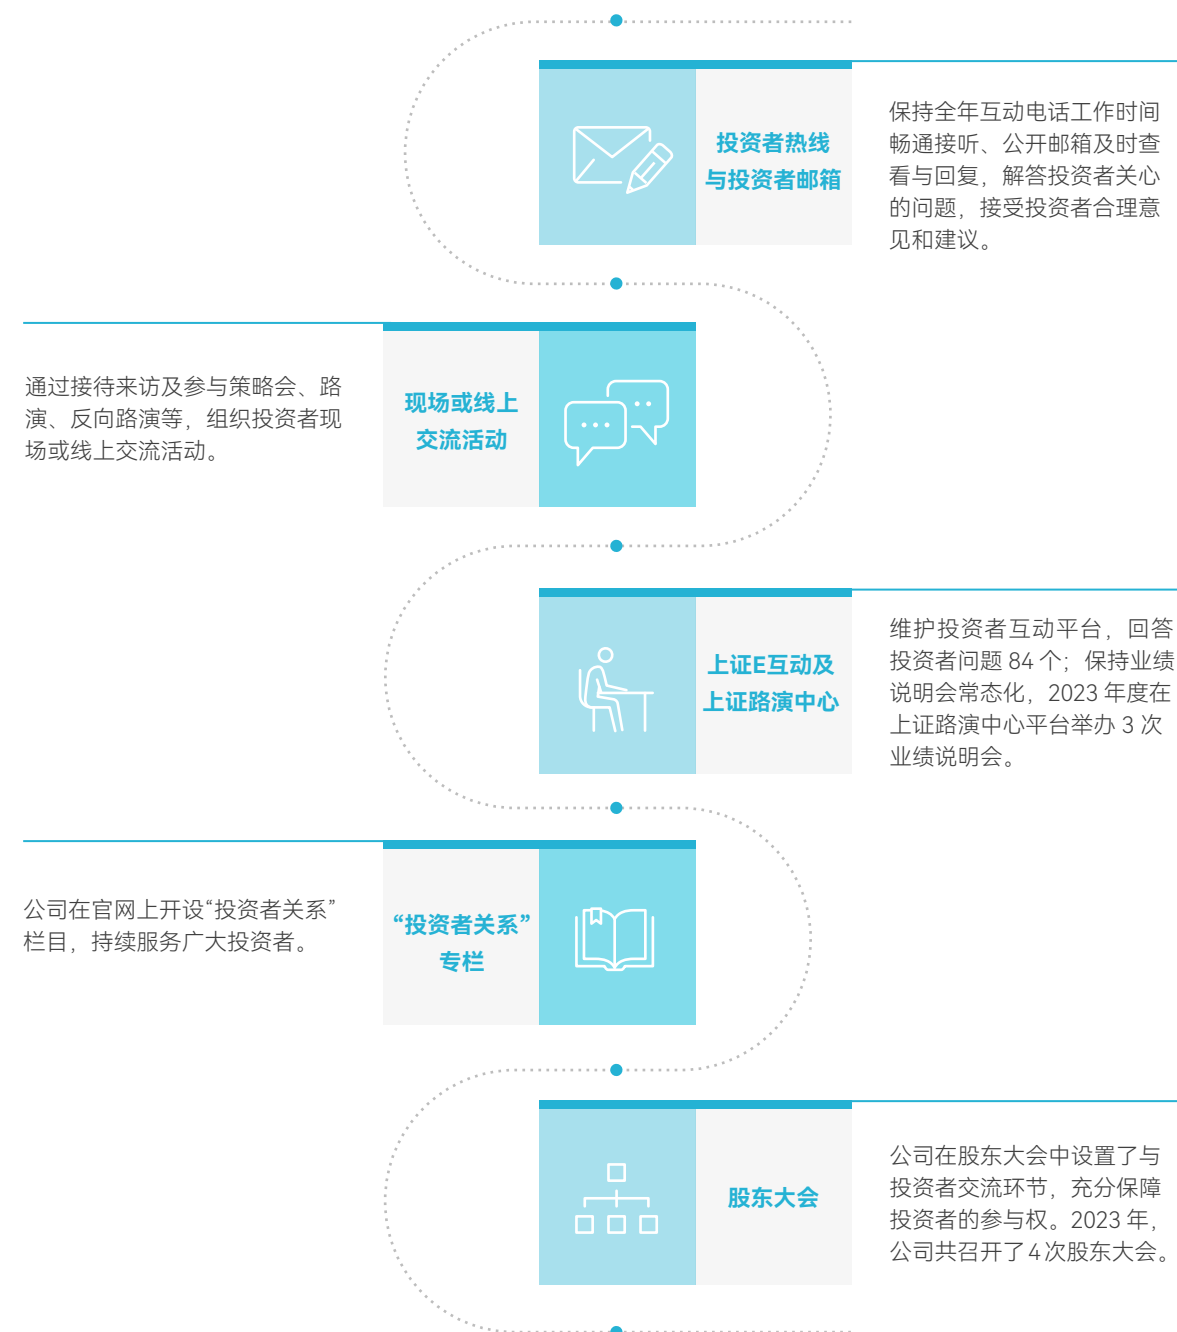 投资者热线
与投资者邮箱
保持全年互动电话工作时间
畅通接听、公开邮箱及时查
看与回复，解答投资者关心
的问题，接受投资者合理意
见和建议。
通过接待来访及参与策略会、路
演、反向路演等，组织投资者现
场或线上交流活动。
现场或线上
交流活动
上证E互动及
上证路演中心
维护投资者互动平台，回答
投资者问题 84 个；保持业绩
说明会常态化，2023 年度在
上证路演中心平台举办 3 次
业绩说明会。
公司在官网上开设“投资者关系”
栏目，持续服务广大投资者。
“投资者关系”
专栏
股东大会
公司在股东大会中设置了与
投资者交流环节，充分保障
投资者的参与权。2023 年，
公司共召开了 4 次股东大会。